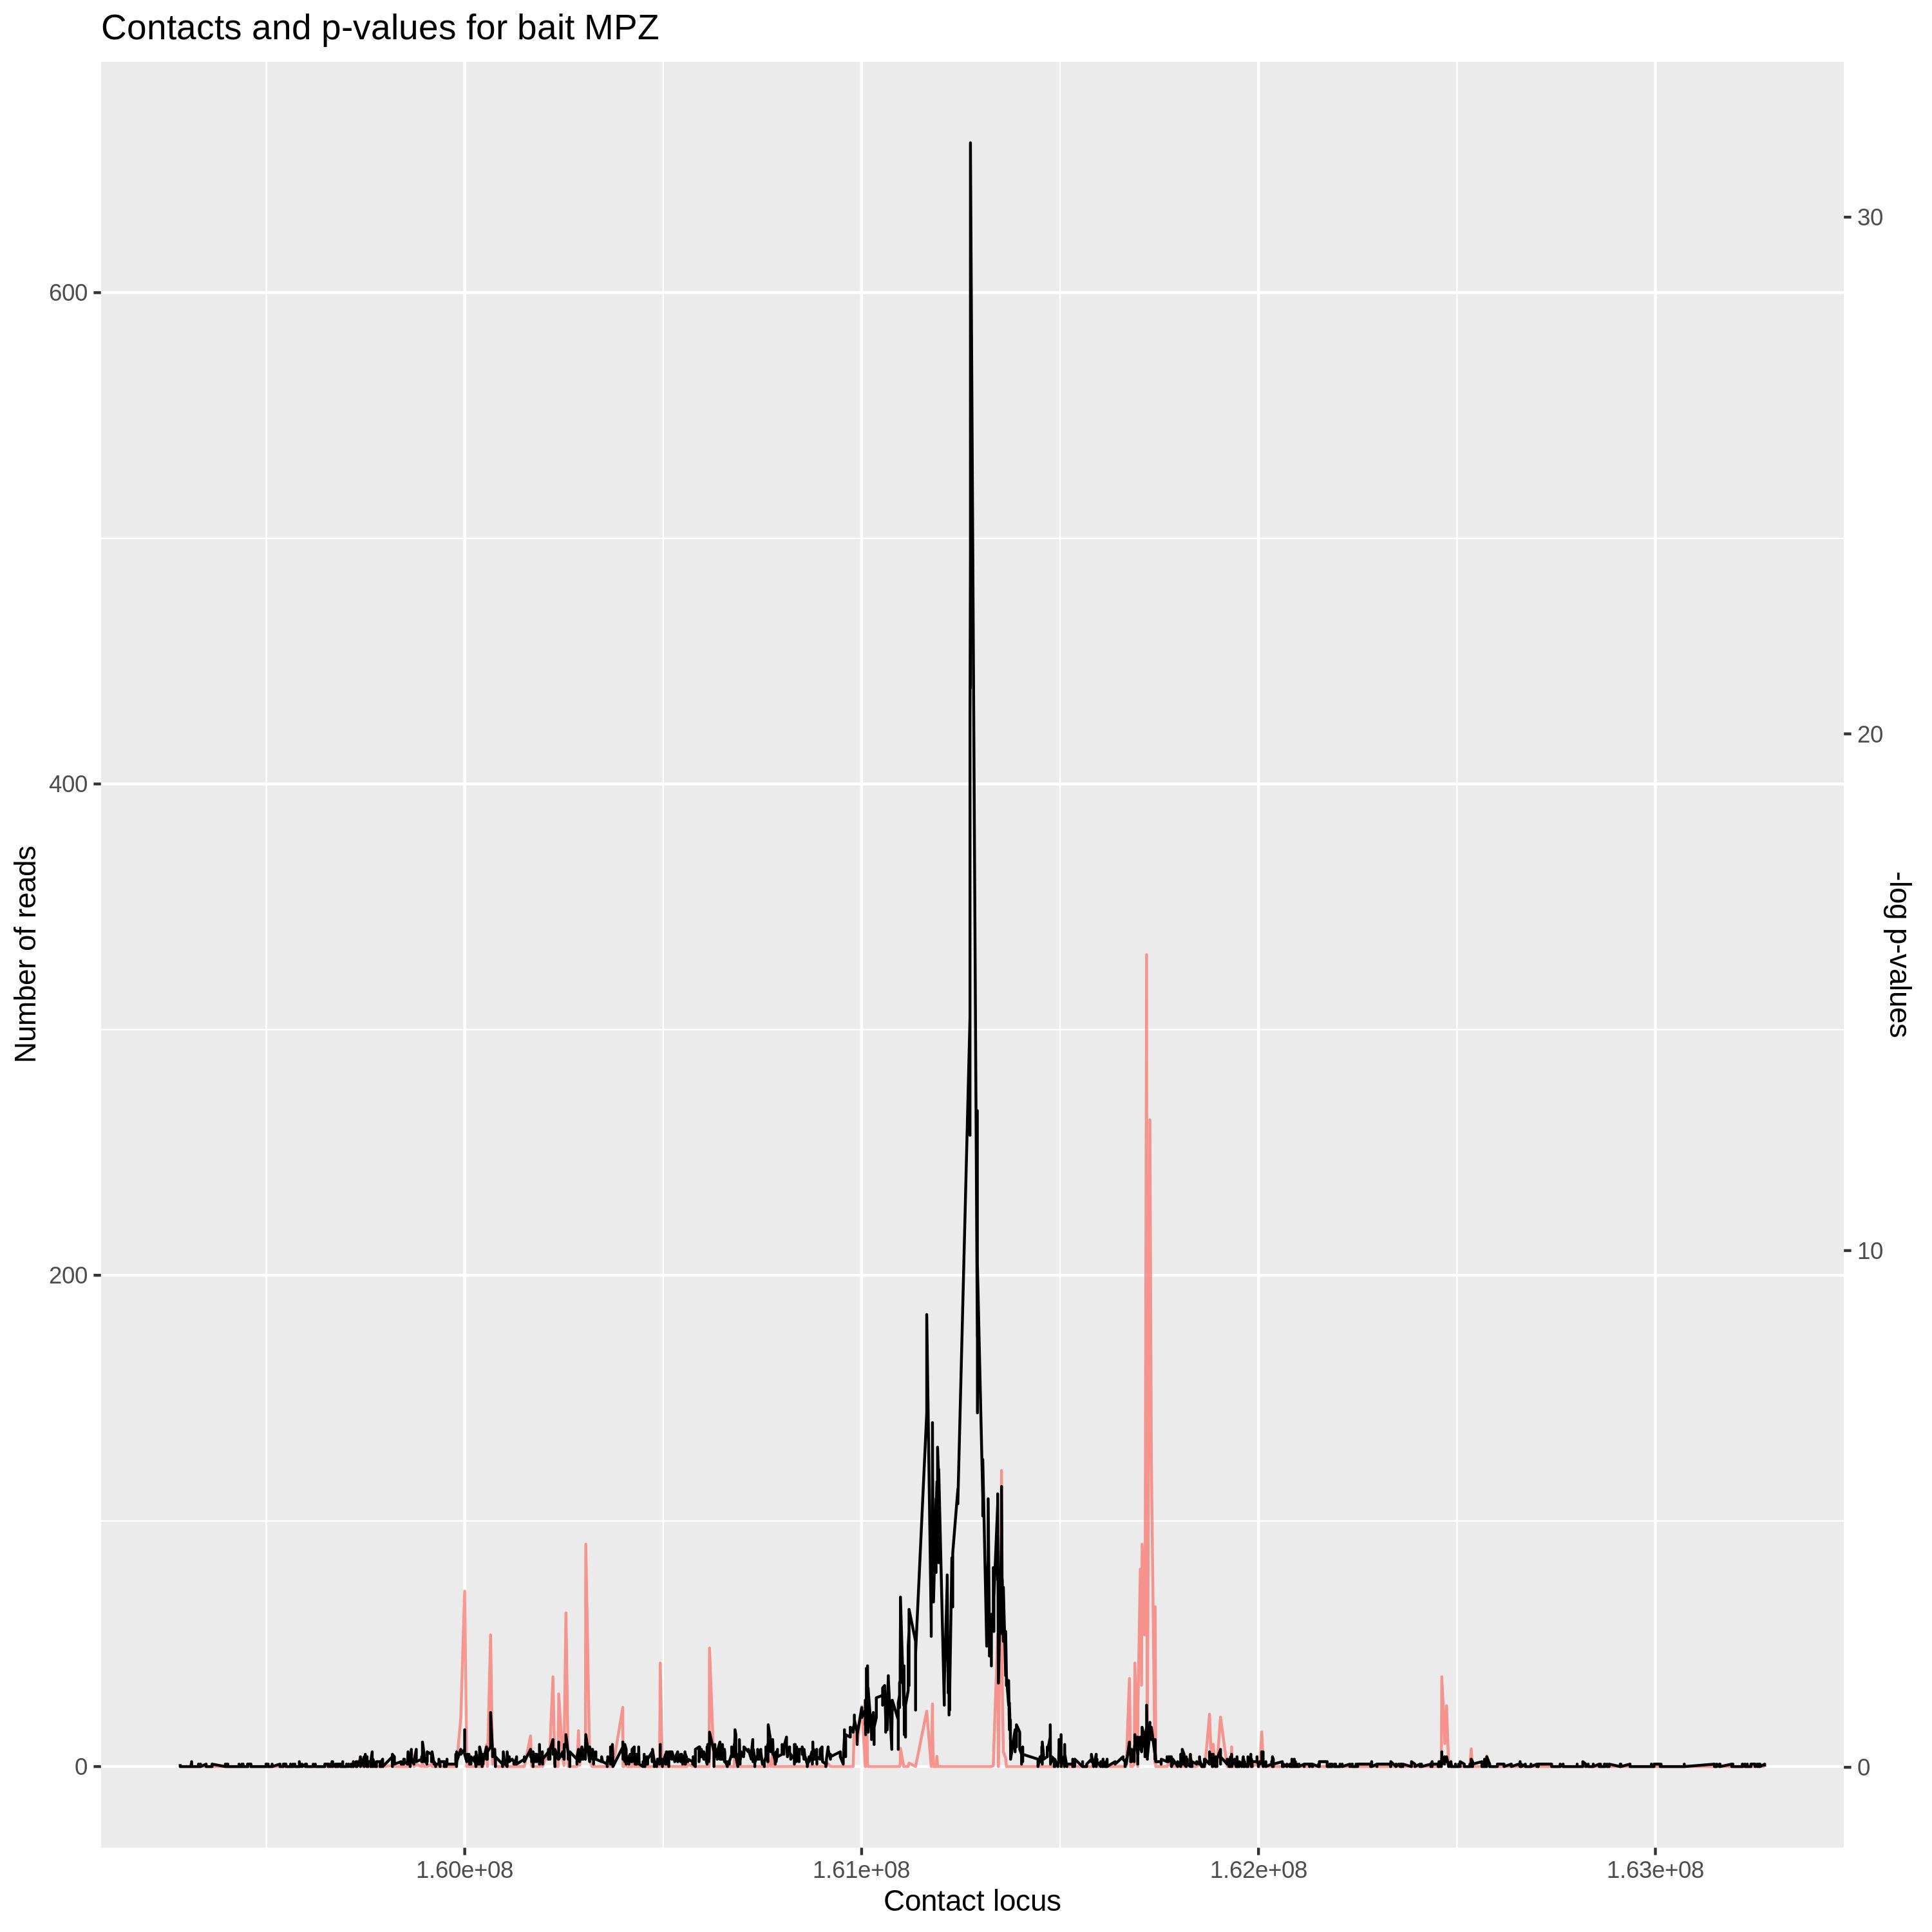 Contacts and p-values for bait MPZ
Number of reads
600
400
200
0
30
20
10
0
-log p-values
1.60e+08
1.61e+08
1.62e+08
1.63e+08
Contact locus